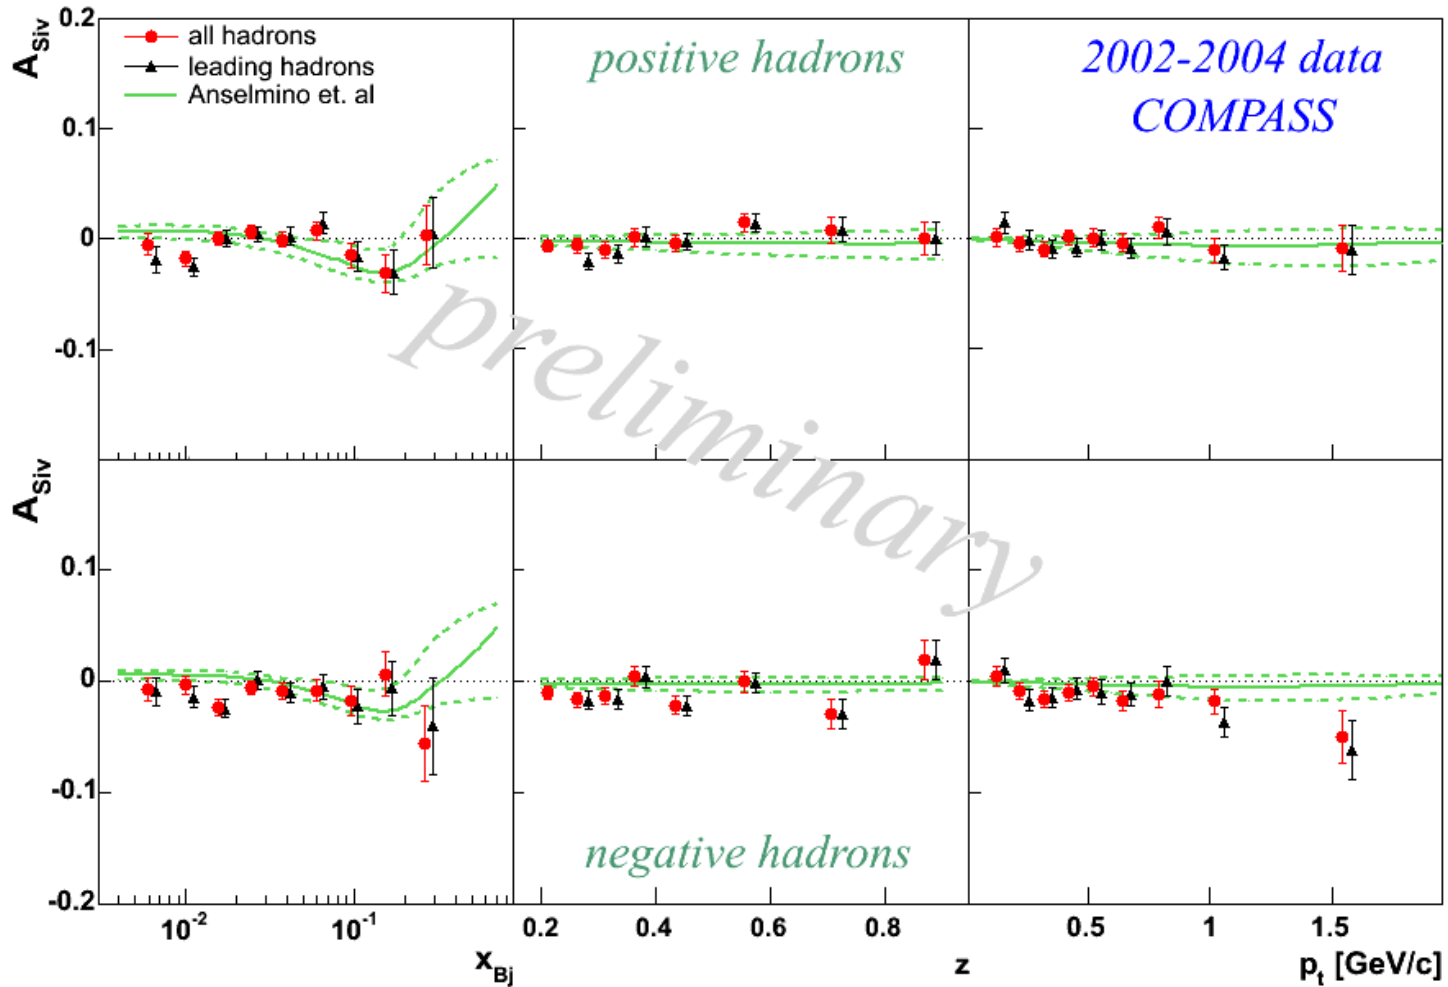 A_Siv
0.2
0.1
0
-0.1
all hadrons
leading hadrons
Anselmino et. al
positive hadrons
2002-2004 data
COMPASS
preliminary
A_Siv
0.1
0
-0.1
-0.2
negative hadrons
10^-2 10^-1
x_Bj
0.2 0.4 0.6 0.8
z
0.5 1 1.5
p_t [GeV/c]